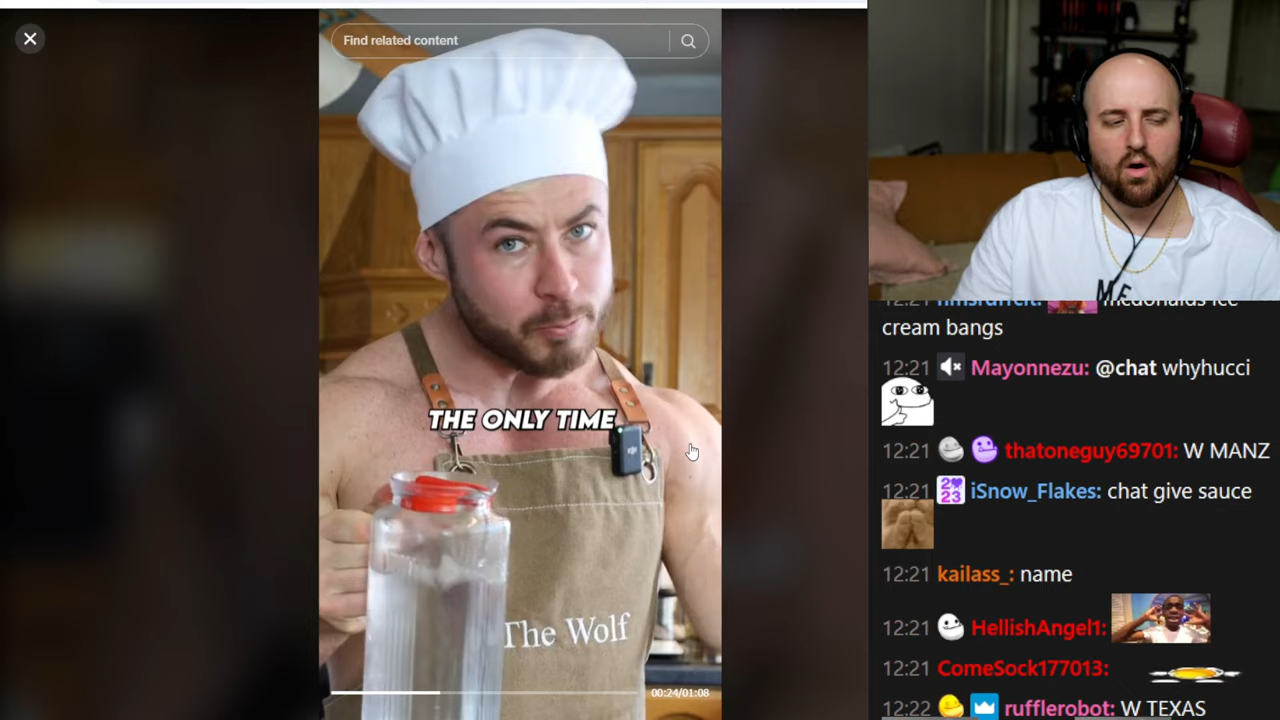 Find related content
THE ONLY TIME
The Wolf
00:24/01:08
ME
cream bangs
12:21 Mayonnezu: @chat whyhucci
12:21 thatoneguy69701: W MANZ
12:21 iSnow_Flakes: chat give sauce
12:21 kailass_: name
12:21 HellishAngel1:
12:21 ComeSock177013:
12:22 rufflerobot: W TEXAS